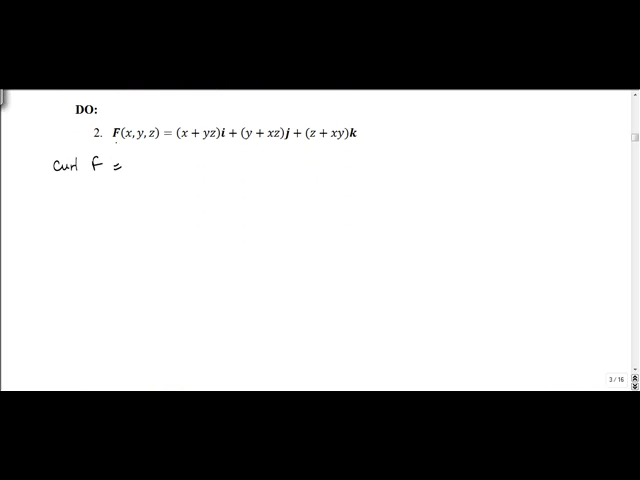 DO:
2. F(x, y, z) = (x + yz)i + (y + xz)j + (z + xy)k
Curl F =
3 / 16